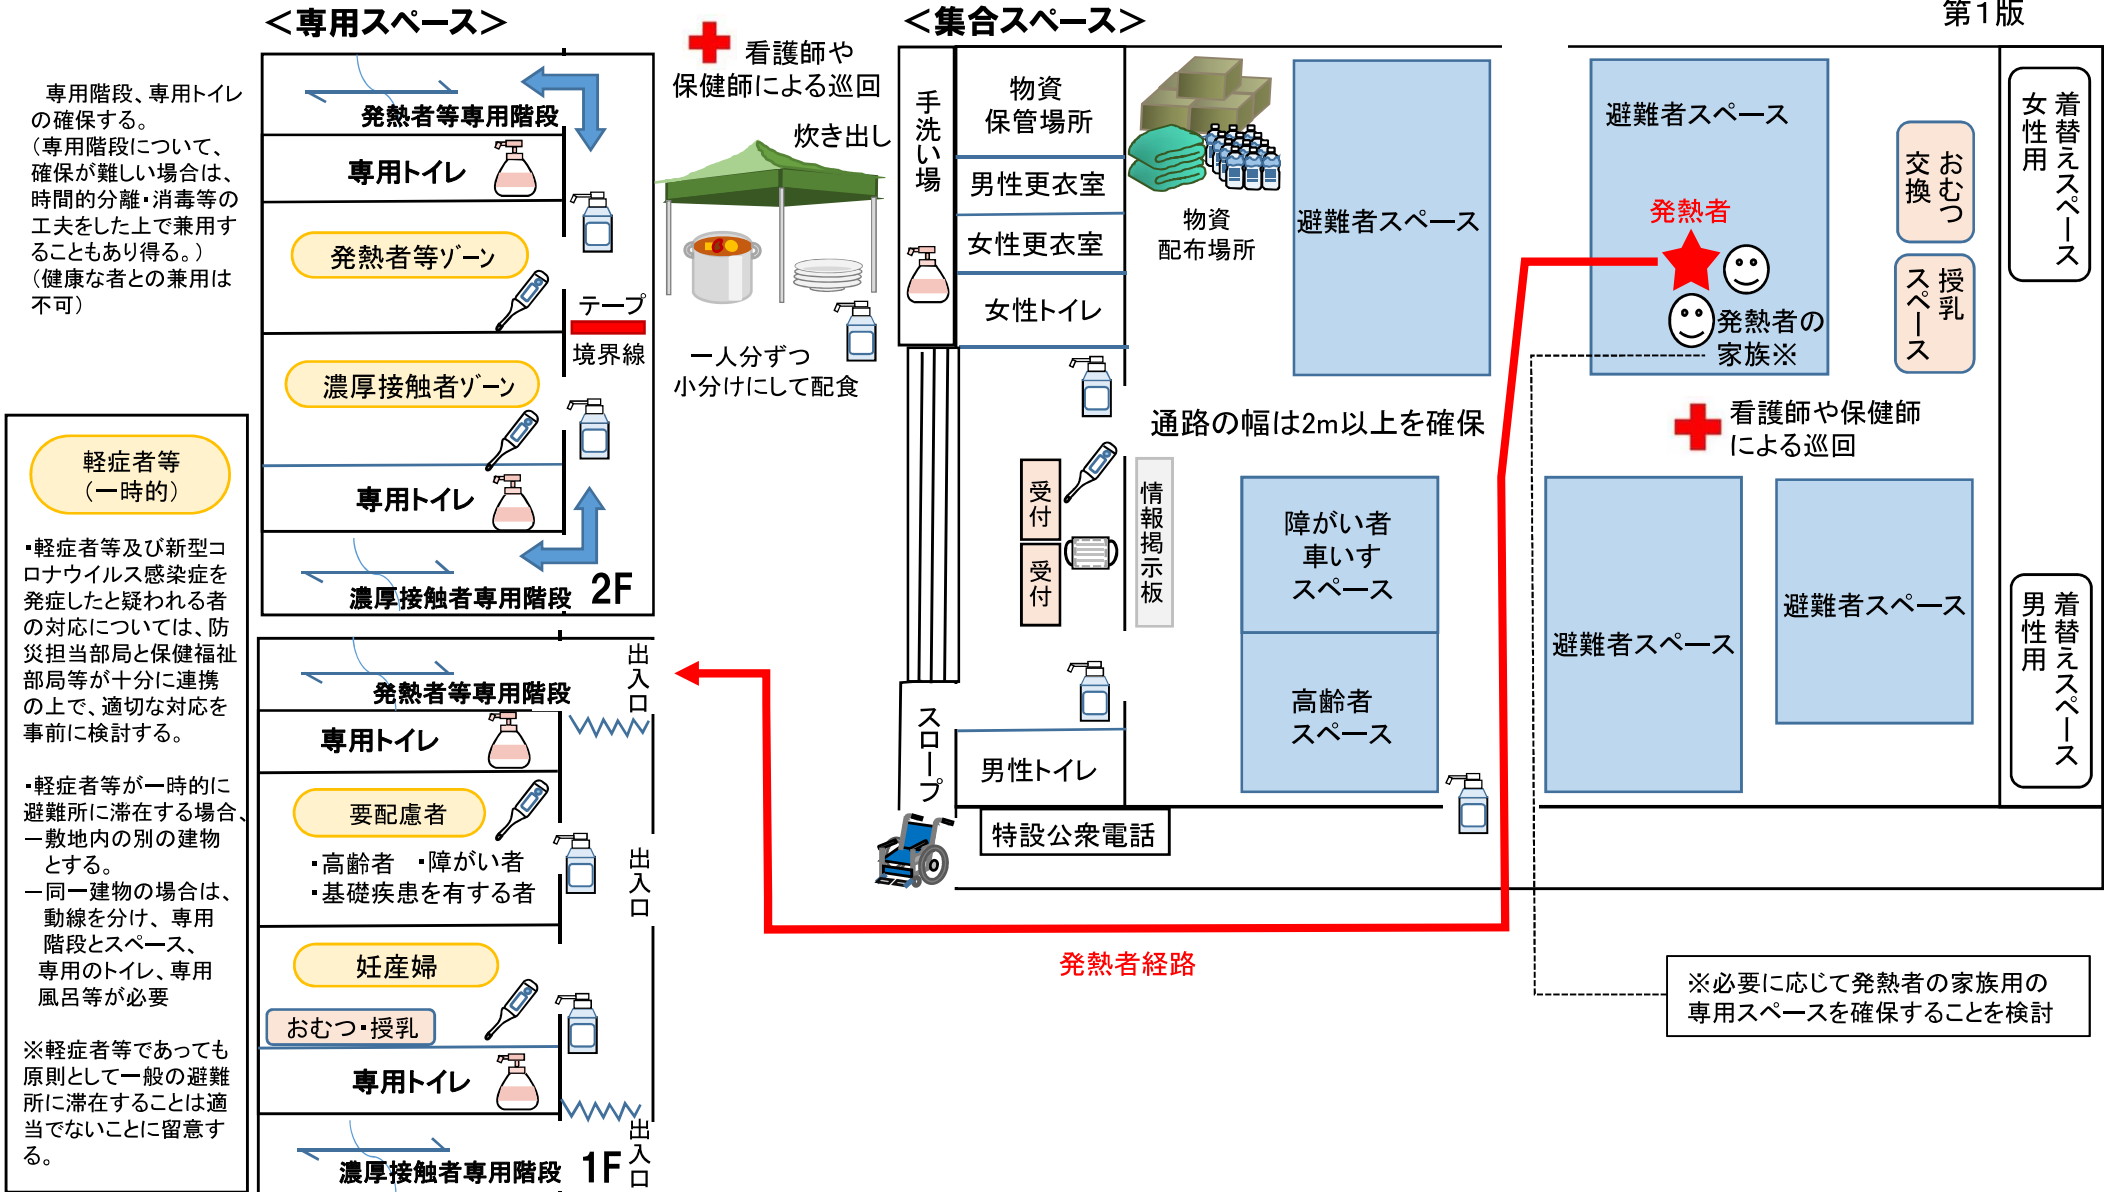 ＜専用スペース＞
＜集合スペース＞
第１版
専用階段、専用トイレ
の確保する。
（専用階段について、
確保が難しい場合は、
時間的分離・消毒等の
工夫をした上で兼用す
ることもあり得る。）
（健康な者との兼用は
不可）
発熱者等専用階段
専用トイレ
発熱者等ゾーン
テープ
境界線
濃厚接触者ゾーン
専用トイレ
濃厚接触者専用階段
2F
看護師や
保健師による巡回
炊き出し
一人分ずつ
小分けにして配食
軽症者等
（一時的）
・軽症者等及び新型コ
ロナウイルス感染症を
発症したと疑われる者
の対応については、防
災担当部局と保健福祉
部局等が十分に連携
の上で、適切な対応を
事前に検討する。
・軽症者等が一時的に
避難所に滞在する場合、
－敷地内の別の建物
とする。
－同一建物の場合は、
動線を分け、専用
階段とスペース、
専用のトイレ、専用
風呂等が必要
※軽症者等であっても
原則として一般の避難
所に滞在することは適
当でないことに留意す
る。
発熱者等専用階段
出入口
専用トイレ
要配慮者
・高齢者 ・障がい者
・基礎疾患を有する者
出入口
妊産婦
おむつ・授乳
専用トイレ
濃厚接触者専用階段
1F
出入口
手洗い場
物資
保管場所
男性更衣室
女性更衣室
女性トイレ
物資
配布場所
避難者スペース
通路の幅は2m以上を確保
受付
受付
情報掲示板
障がい者
車いす
スペース
高齢者
スペース
スロープ
男性トイレ
特設公衆電話
避難者スペース
発熱者
発熱者の
家族※
おむつ
交換
授乳
スペース
着替えスペース
女性用
看護師や保健師
による巡回
避難者スペース
避難者スペース
着替えスペース
男性用
発熱者経路
※必要に応じて発熱者の家族用の
専用スペースを確保することを検討